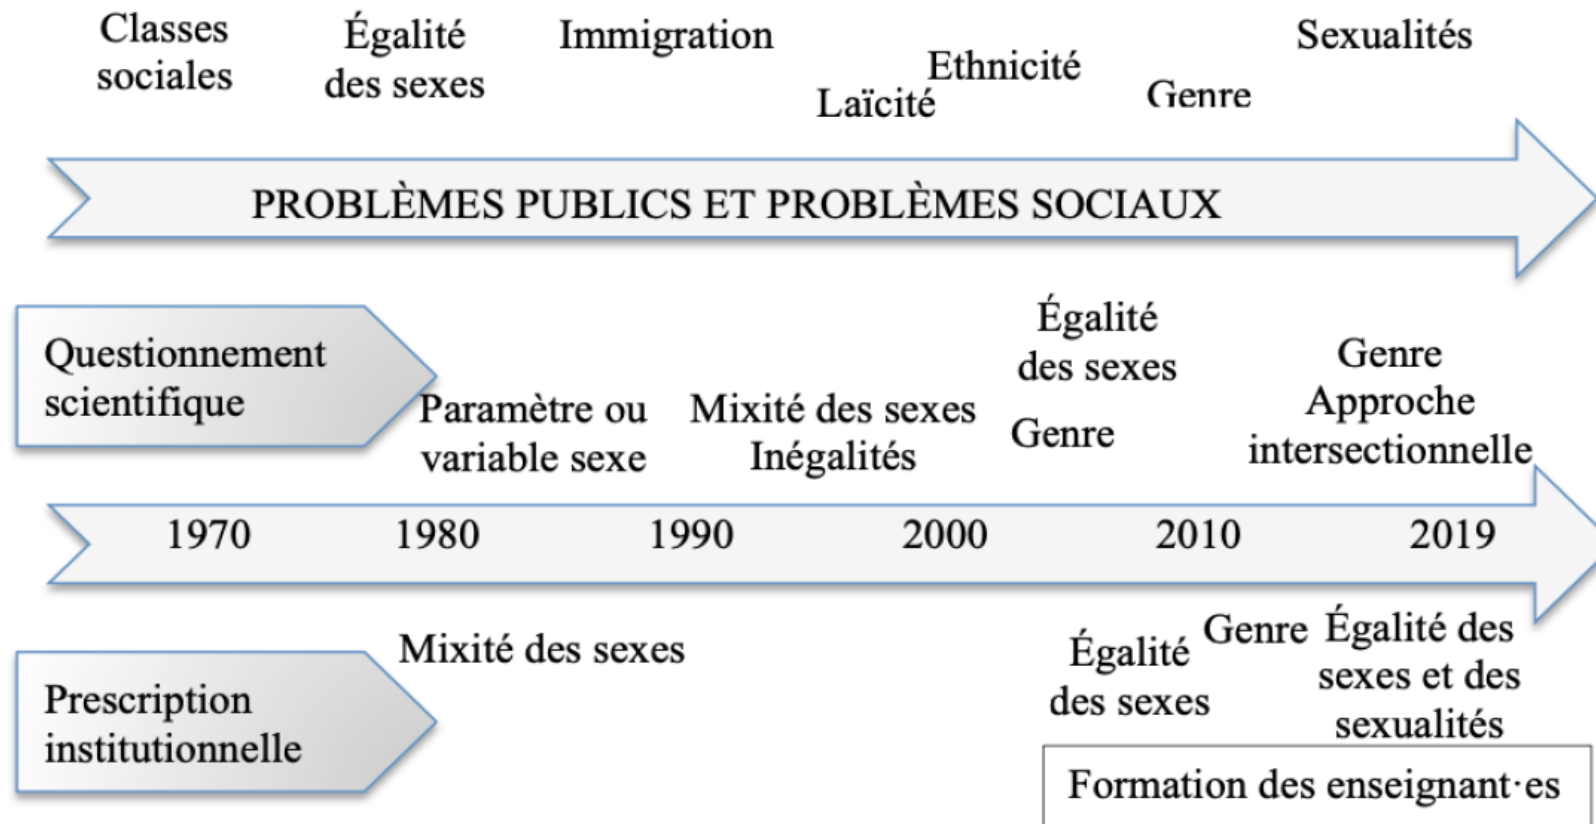 Classes
sociales
Égalité
des sexes
Immigration
Laïcité
Ethnicité
Genre
Sexualités
PROBLÈMES PUBLICS ET PROBLÈMES SOCIAUX
Questionnement
scientifique
Paramètre ou
variable sexe
Mixité des sexes
Inégalités
Égalité
des sexes
Genre
Genre
Approche
intersectionnelle
1970 1980 1990 2000 2010 2019
Prescription
institutionnelle
Mixité des sexes
Égalité
des sexes
Genre
Égalité des
sexes et des
sexualités
Formation des enseignant·es